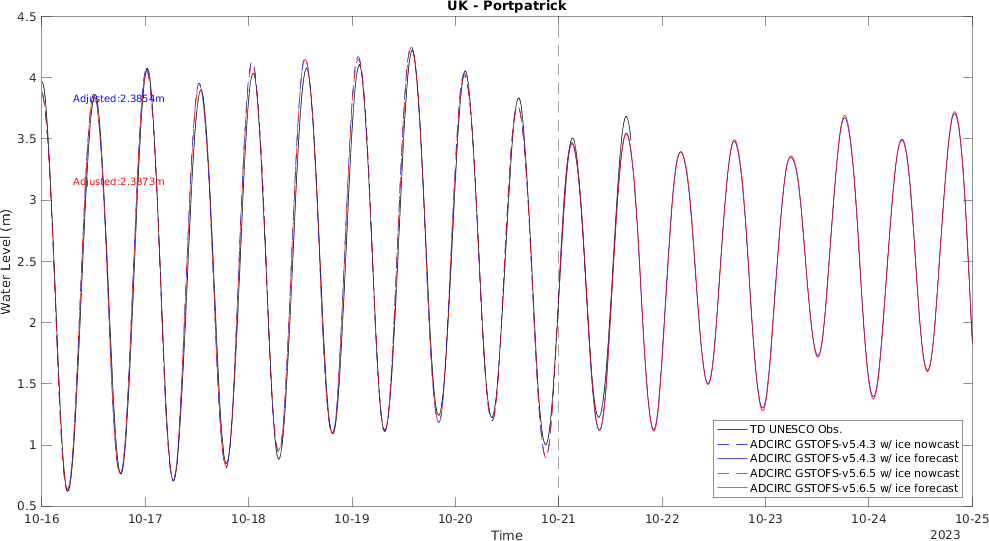 UK - Portpatrick
4.5
4
3.5
3
2.5
2
1.5
1
0.5
Water Level (m)
Adjusted:2.3854m
Adjusted:2.3873m
TD UNESCO Obs.
ADCIRC GSTOFS-v5.4.3 w/ ice nowcast
ADCIRC GSTOFS-v5.4.3 w/ ice forecast
ADCIRC GSTOFS-v5.6.5 w/ ice nowcast
ADCIRC GSTOFS-v5.6.5 w/ ice forecast
10-16 10-17 10-18 10-19 10-20 10-21 10-22 10-23 10-24 10-25
Time
2023